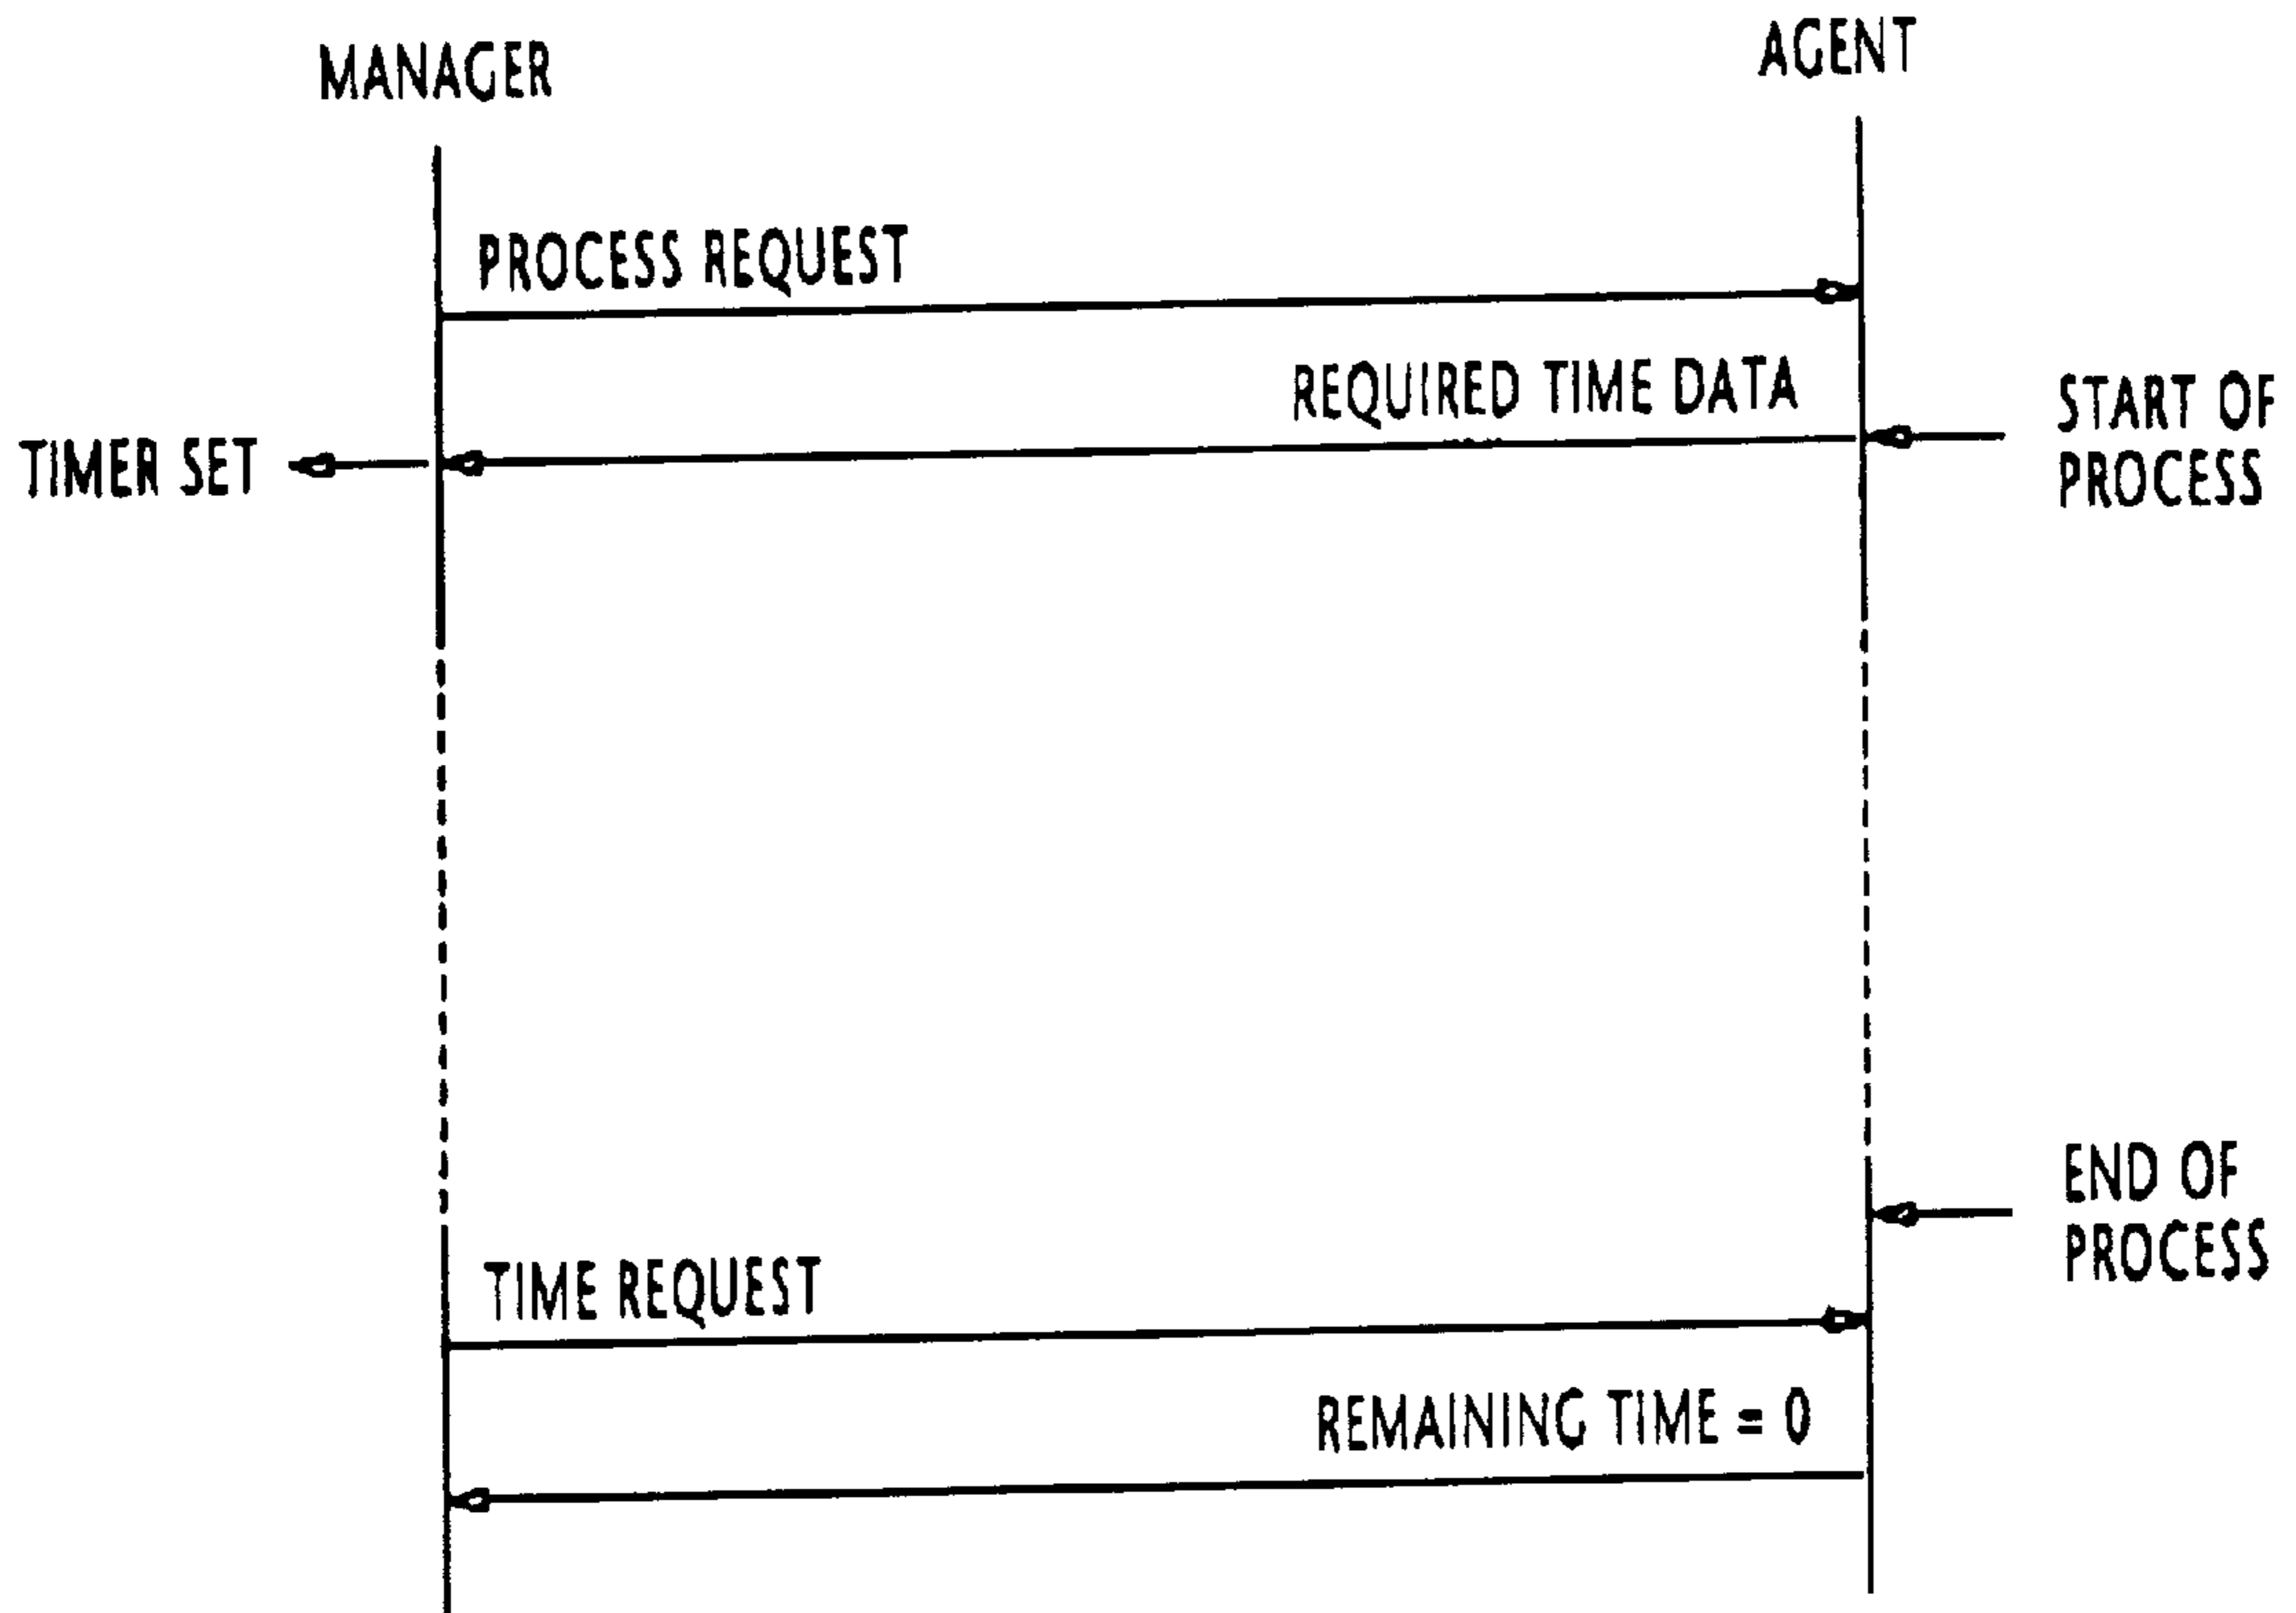 MANAGER
AGENT
PROCESS REQUEST
REQUIRED TIME DATA
START OF
PROCESS
TIMER SET
END OF
PROCESS
TIME REQUEST
REMAINING TIME = 0